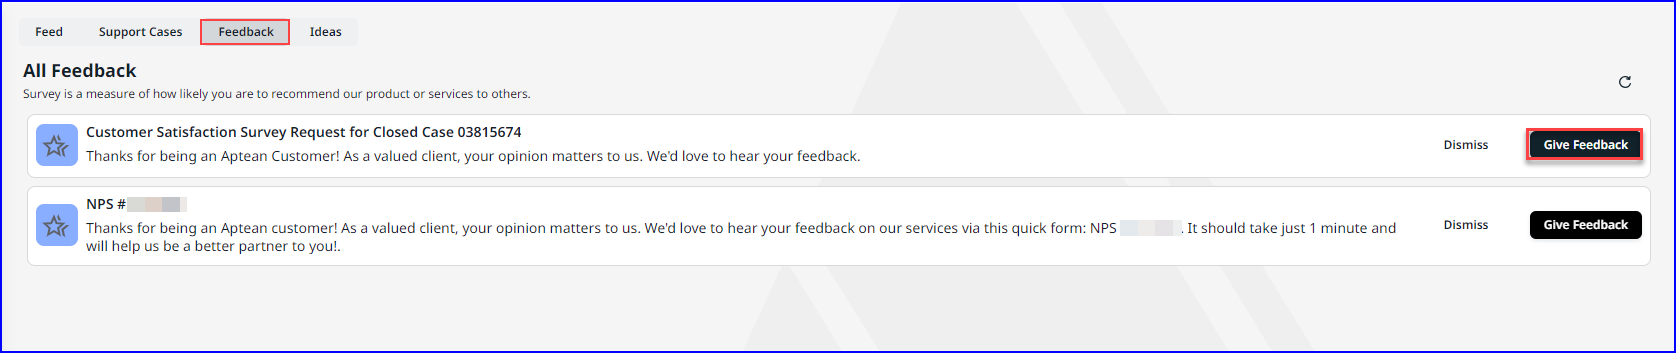 Feed Support Cases Feedback Ideas
All Feedback
Survey is a measure of how likely you are to recommend our product or services to others.
Customer Satisfaction Survey Request for Closed Case 03815674
Thanks for being an Aptean Customer! As a valued client, your opinion matters to us. We'd love to hear your feedback.
Dismiss Give Feedback
NPS #
Thanks for being an Aptean customer! As a valued client, your opinion matters to us. We'd love to hear your feedback on our services via this quick form: NPS . It should take just 1 minute and
will help us be a better partner to you!.
Dismiss Give Feedback